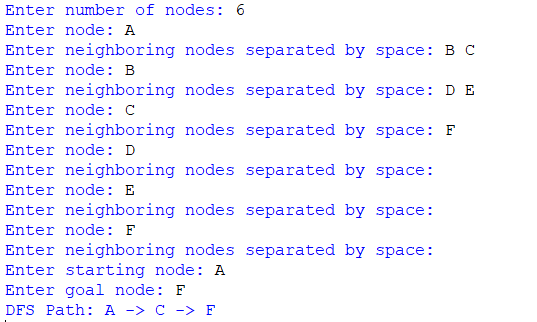 Enter number of nodes: 6
Enter node: A
Enter neighboring nodes separated by space: B C
Enter node: B
Enter neighboring nodes separated by space: D E
Enter node: C
Enter neighboring nodes separated by space: F
Enter node: D
Enter neighboring nodes separated by space:
Enter node: E
Enter neighboring nodes separated by space:
Enter node: F
Enter neighboring nodes separated by space:
Enter starting node: A
Enter goal node: F
DFS Path: A -> C -> F